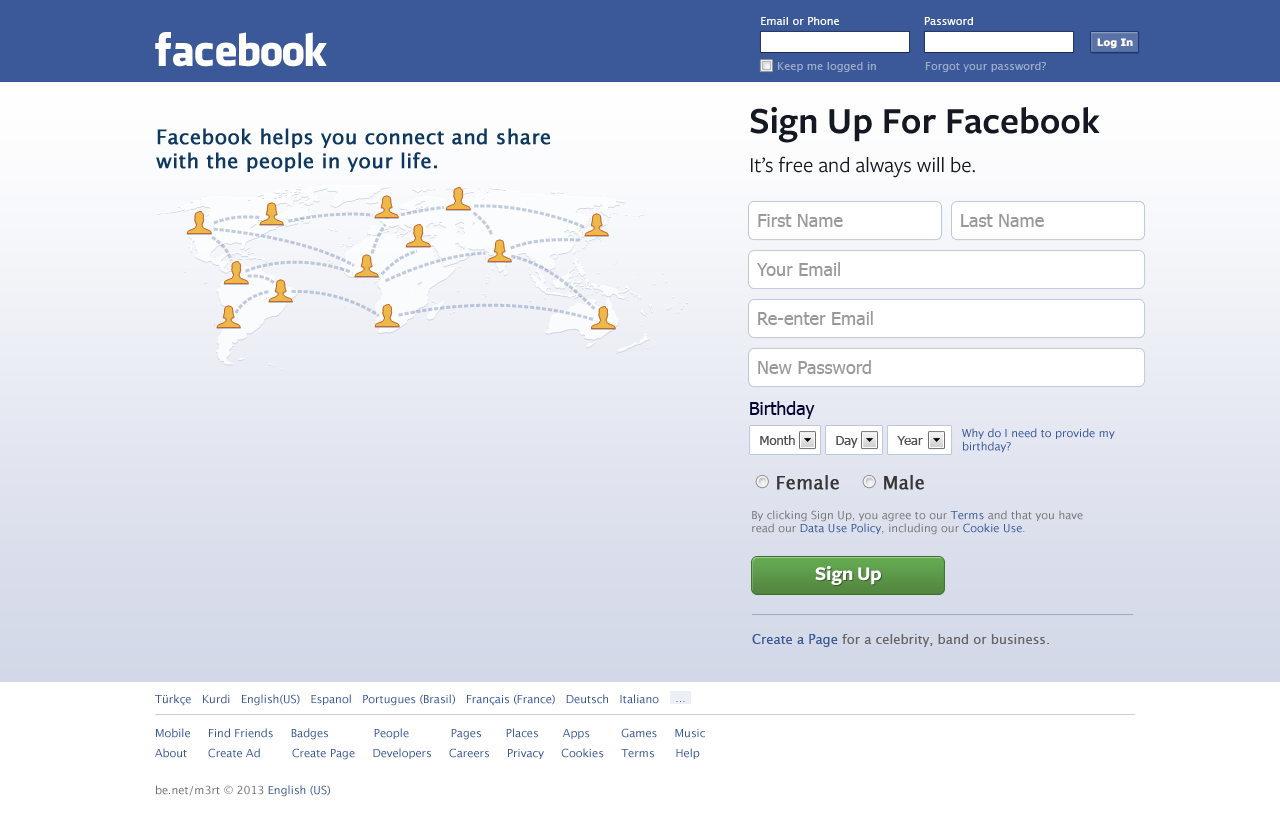 facebook
Email or Phone
Password
Log In
Keep me logged in
Forgot your password?
Facebook helps you connect and share
with the people in your life.
Sign Up For Facebook
It's free and always will be.
First Name
Last Name
Your Email
Re-enter Email
New Password
Birthday
Month
Day
Year
Why do I need to provide my
birthday?
Female
Male
By clicking Sign Up, you agree to our Terms and that you have
read our Data Use Policy, including our Cookie Use.
Sign Up
Create a Page for a celebrity, band or business.
Türkçe Kurdi English(US) Espanol Portugues (Brasil) Français (France) Deutsch Italiano ...
Mobile Find Friends Badges People Pages Places Apps Games Music
About Create Ad Create Page Developers Careers Privacy Cookies Terms Help
be.net/m3rt © 2013 English (US)